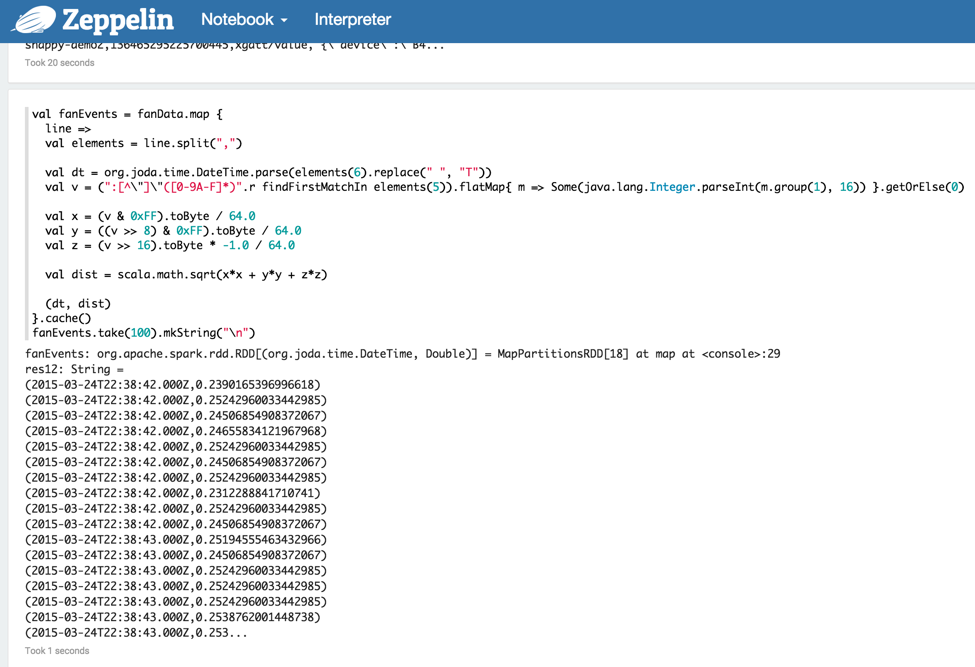 Zeppelin Notebook Interpreter
snappy-demo2,136465295225700445,xgatt/value, {\"device\":\"B4...
Took 20 seconds
val fanEvents = fanData.map {
line =>
val elements = line.split(",")
val dt = org.joda.time.DateTime.parse(elements(6).replace(" ", "T"))
val v = (":[^\"]\"([0-9A-F]*)".r findFirstMatchIn elements(5)).flatMap{ m => Some(java.lang.Integer.parseInt(m.group(1), 16)) }.getOrElse(0)
val x = (v & 0xFF).toByte / 64.0
val y = ((v >> 8) & 0xFF).toByte / 64.0
val z = (v >> 16).toByte * -1.0 / 64.0
val dist = scala.math.sqrt(x*x + y*y + z*z)
(dt, dist)
}.cache()
fanEvents.take(100).mkString("\n")
fanEvents: org.apache.spark.rdd.RDD[(org.joda.time.DateTime, Double)] = MapPartitionsRDD[18] at map at <console>:29
res12: String =
(2015-03-24T22:38:42.000Z,0.2390165396996618)
(2015-03-24T22:38:42.000Z,0.25242960033442985)
(2015-03-24T22:38:42.000Z,0.24506854908372067)
(2015-03-24T22:38:42.000Z,0.24655834121967968)
(2015-03-24T22:38:42.000Z,0.25242960033442985)
(2015-03-24T22:38:42.000Z,0.24506854908372067)
(2015-03-24T22:38:42.000Z,0.25242960033442985)
(2015-03-24T22:38:42.000Z,0.2312288841710741)
(2015-03-24T22:38:42.000Z,0.25242960033442985)
(2015-03-24T22:38:42.000Z,0.24506854908372067)
(2015-03-24T22:38:43.000Z,0.25194555463432966)
(2015-03-24T22:38:43.000Z,0.24506854908372067)
(2015-03-24T22:38:43.000Z,0.25242960033442985)
(2015-03-24T22:38:43.000Z,0.25242960033442985)
(2015-03-24T22:38:43.000Z,0.25242960033442985)
(2015-03-24T22:38:43.000Z,0.2538762001448738)
(2015-03-24T22:38:43.000Z,0.253...
Took 1 seconds